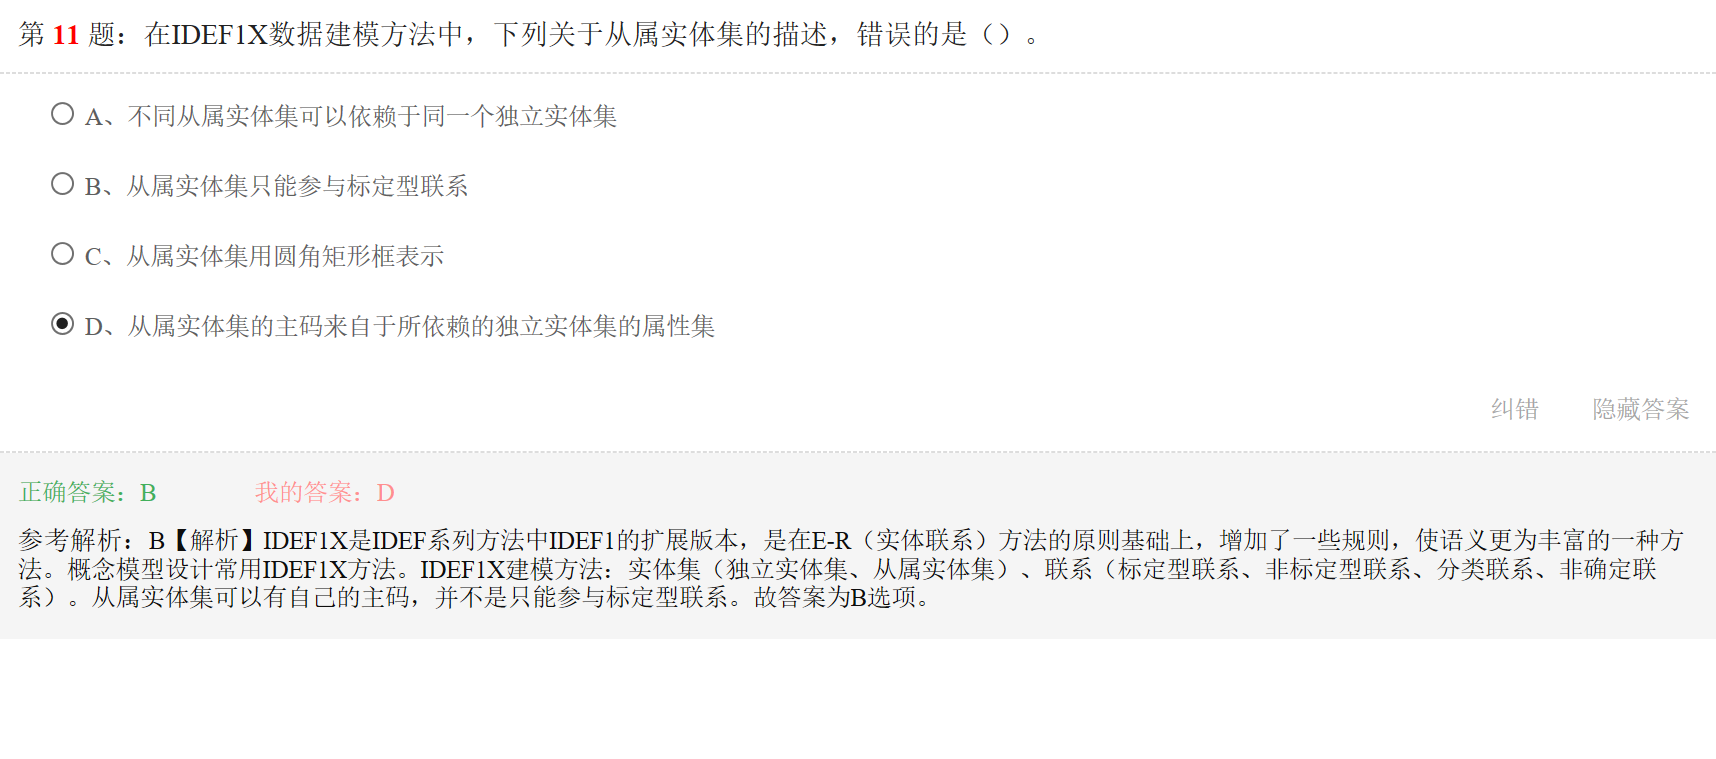 第 11 题：在IDEF1X数据建模方法中，下列关于从属实体集的描述，错误的是（）。
A、不同从属实体集可以依赖于同一个独立实体集
B、从属实体集只能参与标定型联系
C、从属实体集用圆角矩形框表示
D、从属实体集的主码来自于所依赖的独立实体集的属性集
纠错 隐藏答案
正确答案：B 我的答案：D
参考解析：B【解析】IDEF1X是IDEF系列方法中IDEF1的扩展版本，是在E-R（实体联系）方法的原则基础上，增加了一些规则，使语义更为丰富的一种方
法。概念模型设计常用IDEF1X方法。IDEF1X建模方法：实体集（独立实体集、从属实体集）、联系（标定型联系、非标定型联系、分类联系、非确定联
系）。从属实体集可以有自己的主码，并不是只能参与标定型联系。故答案为B选项。